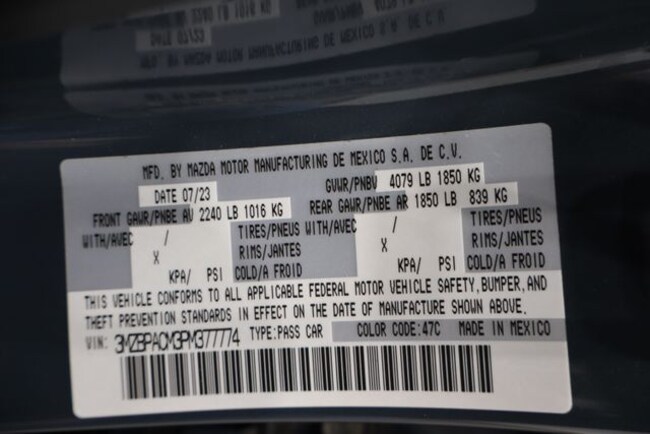 MFD. BY MAZDA MOTOR MANUFACTURING DE MEXICO S.A. DE C.V.
DATE 07/23 GVWR/PNBV 4079 LB 1850 KG
FRONT GAWR/PNBE AV 2240 LB 1016 KG REAR GAWR/PNBE AR 1850 LB 839 KG
WITH/AVEC / TIRES/PNEUS WITH/AVEC / TIRES/PNEUS
X RIMS/JANTES X RIMS/JANTES
KPA/ PSI COLD/A FROID KPA/ PSI COLD/A FROID
THIS VEHICLE CONFORMS TO ALL APPLICABLE FEDERAL MOTOR VEHICLE SAFETY, BUMPER, AND
THEFT PREVENTION STANDARDS IN EFFECT ON THE DATE OF MANUFACTURE SHOWN ABOVE.
VIN: 3MZBPACM3PM377774 TYPE:PASS CAR COLOR CODE:47C MADE IN MEXICO